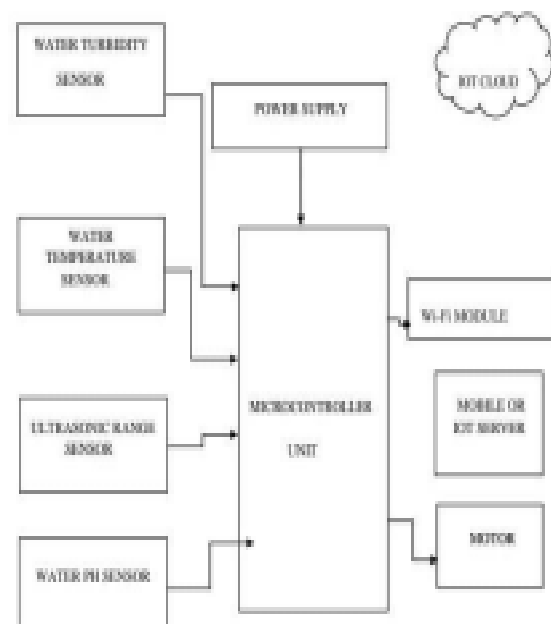 WATER TURBIDITY
SENSOR
IOT CLOUD
POWER SUPPLY
WATER
TEMPERATURE
SENSOR
Wi-Fi MODULE
ULTRASONIC RANGE
SENSOR
MICROCONTROLLER
UNIT
MOBILE OR
IOT SERVER
WATER PH SENSOR
MOTOR